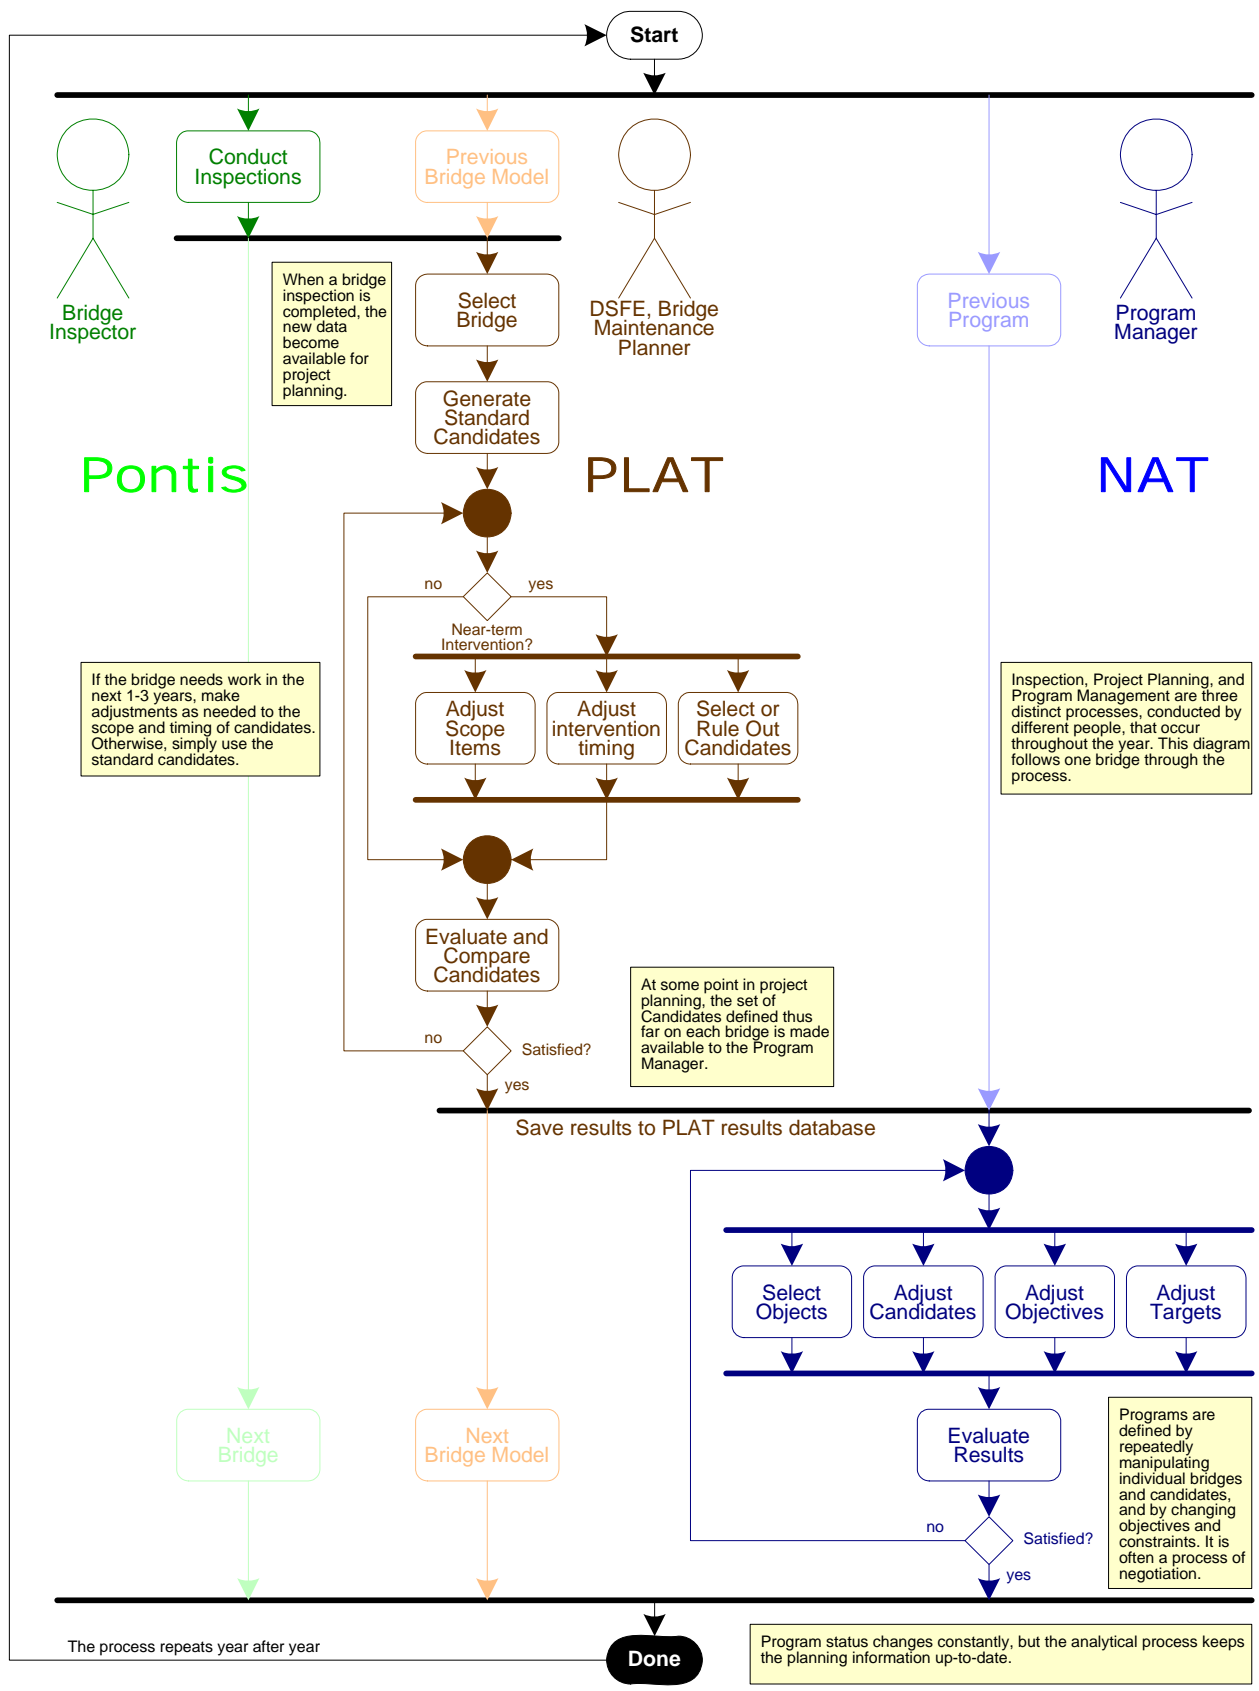 Start
Conduct
Inspections
Previous
Bridge Model
Bridge
Inspector
When a bridge
inspection is
completed, the
new data
become
available for
project
planning.
Select
Bridge
DSFE, Bridge
Maintenance
Planner
Previous
Program
Program
Manager
Generate
Standard
Candidates
Pontis
PLAT
NAT
no
yes
Near-term
Intervention?
If the bridge needs work in the
next 1-3 years, make
adjustments as needed to the
scope and timing of candidates.
Otherwise, simply use the
standard candidates.
Adjust
Scope
Items
Adjust
intervention
timing
Select or
Rule Out
Candidates
Inspection, Project Planning, and
Program Management are three
distinct processes, conducted by
different people, that occur
throughout the year. This diagram
follows one bridge through the
process.
Evaluate and
Compare
Candidates
At some point in project
planning, the set of
Candidates defined thus
far on each bridge is made
available to the Program
Manager.
no
Satisfied?
yes
Save results to PLAT results database
Select
Objects
Adjust
Candidates
Adjust
Objectives
Adjust
Targets
Next
Bridge
Next
Bridge Model
Evaluate
Results
Programs are
defined by
repeatedly
manipulating
individual bridges
and candidates,
and by changing
objectives and
constraints. It is
often a process of
negotiation.
no
Satisfied?
yes
The process repeats year after year
Done
Program status changes constantly, but the analytical process keeps
the planning information up-to-date.